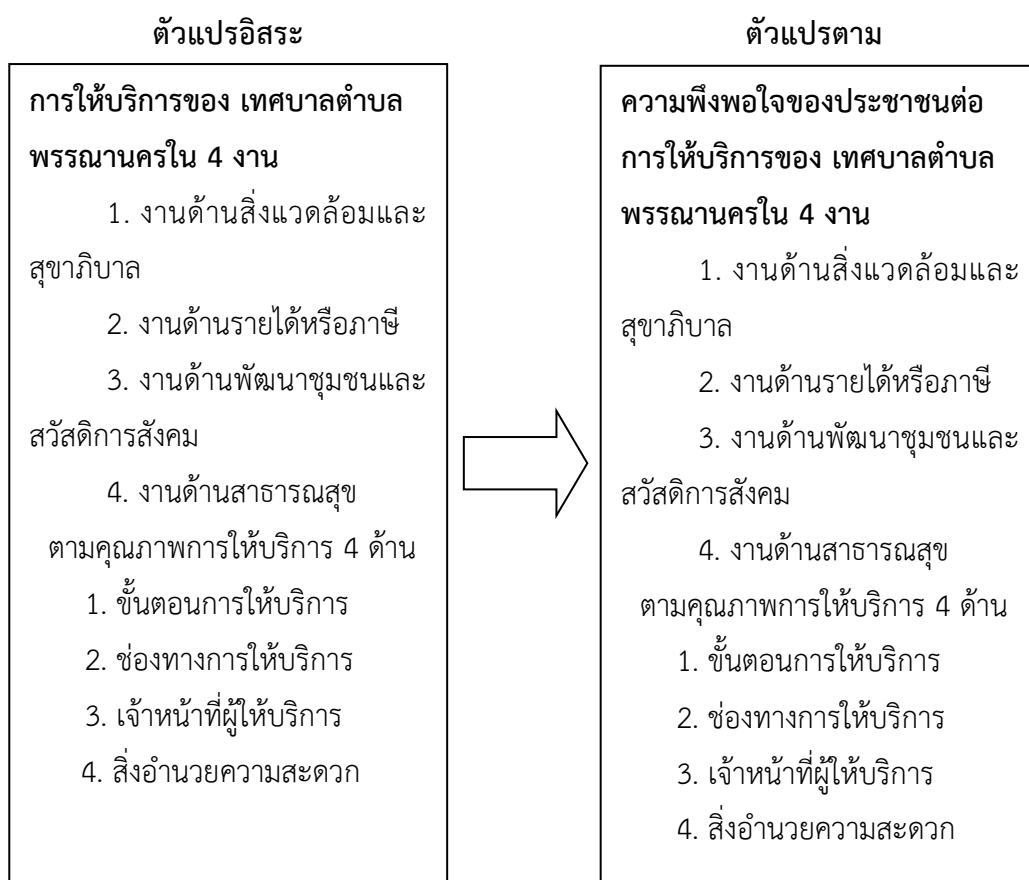 ตัวแปรอิสระ
การให้บริการของ เทศบาลตำบล
พรรณานครใน 4 งาน
1. งานด้านสิ่งแวดล้อมและ
สุขาภิบาล
2. งานด้านรายได้หรือภาษี
3. งานด้านพัฒนาชุมชนและ
สวัสดิการสังคม
4. งานด้านสาธารณสุข
ตามคุณภาพการให้บริการ 4 ด้าน
1. ขั้นตอนการให้บริการ
2. ช่องทางการให้บริการ
3. เจ้าหน้าที่ผู้ให้บริการ
4. สิ่งอำนวยความสะดวก
ตัวแปรตาม
ความพึงพอใจของประชาชนต่อ
การให้บริการของ เทศบาลตำบล
พรรณานครใน 4 งาน
1. งานด้านสิ่งแวดล้อมและ
สุขาภิบาล
2. งานด้านรายได้หรือภาษี
3. งานด้านพัฒนาชุมชนและ
สวัสดิการสังคม
4. งานด้านสาธารณสุข
ตามคุณภาพการให้บริการ 4 ด้าน
1. ขั้นตอนการให้บริการ
2. ช่องทางการให้บริการ
3. เจ้าหน้าที่ผู้ให้บริการ
4. สิ่งอำนวยความสะดวก